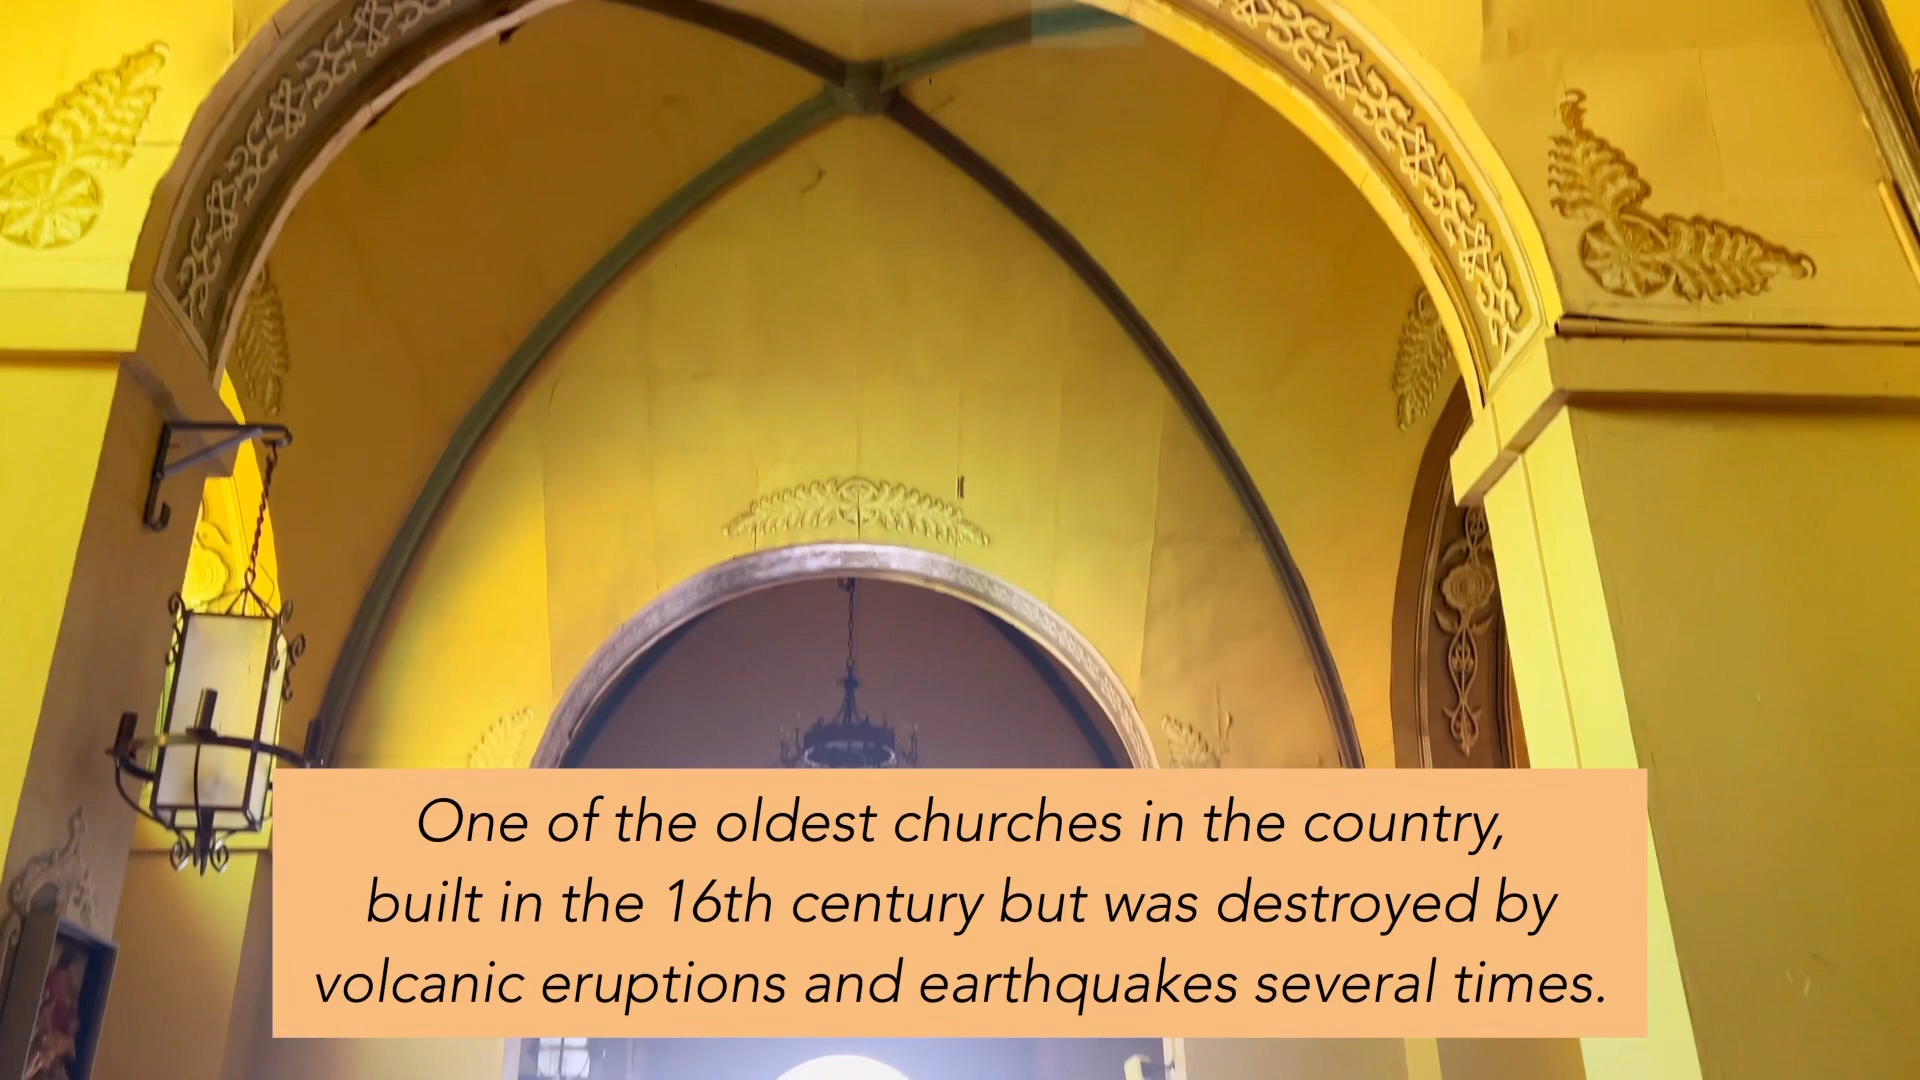 One of the oldest churches in the country,
built in the 16th century but was destroyed by
volcanic eruptions and earthquakes several times.